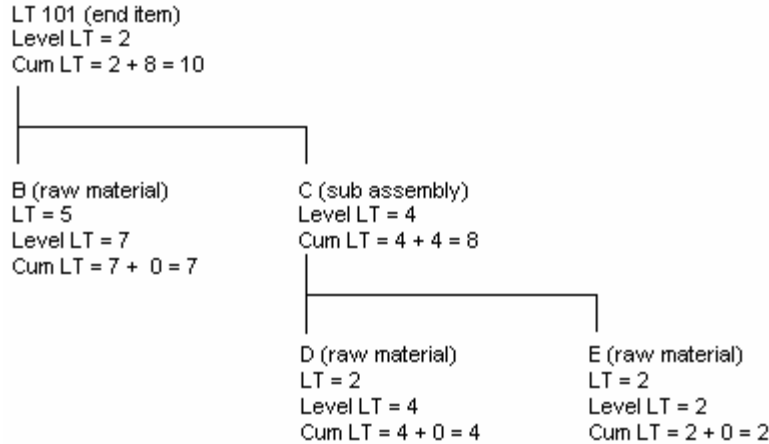 LT 101 (end item)
Level LT = 2
Cum LT = 2 + 8 = 10
B (raw material)
LT = 5
Level LT = 7
Cum LT = 7 + 0 = 7
C (sub assembly)
Level LT = 4
Cum LT = 4 + 4 = 8
D (raw material)
LT = 2
Level LT = 4
Cum LT = 4 + 0 = 4
E (raw material)
LT = 2
Level LT = 2
Cum LT = 2 + 0 = 2